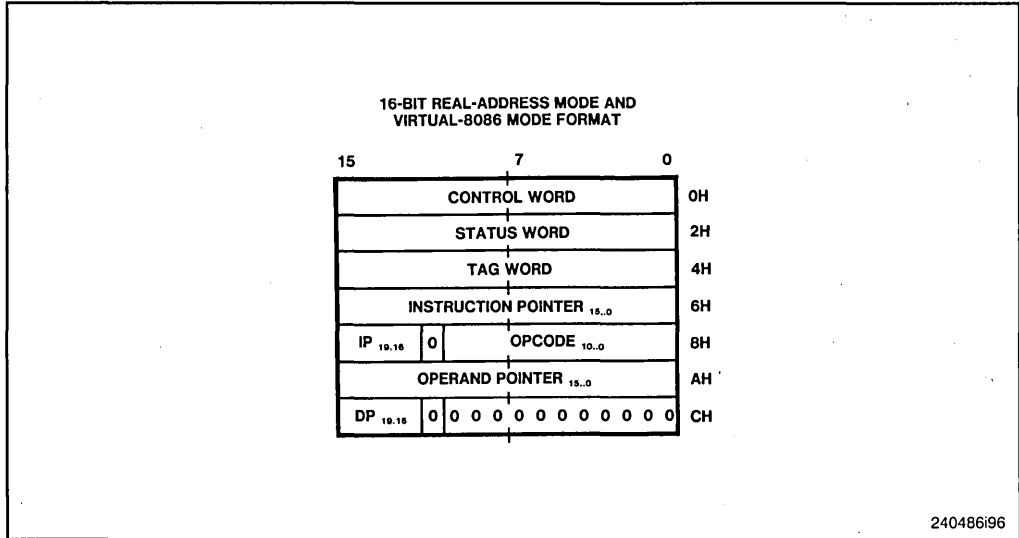 16-BIT REAL-ADDRESS MODE AND
VIRTUAL-8086 MODE FORMAT
15 7 0
CONTROL WORD 0H
STATUS WORD 2H
TAG WORD 4H
INSTRUCTION POINTER 15..0 6H
IP 19.16 0 OPCODE 10..0 8H
OPERAND POINTER 15..0 AH
DP 19.16 0 0 0 0 0 0 0 0 0 0 0 0 CH
240486i96